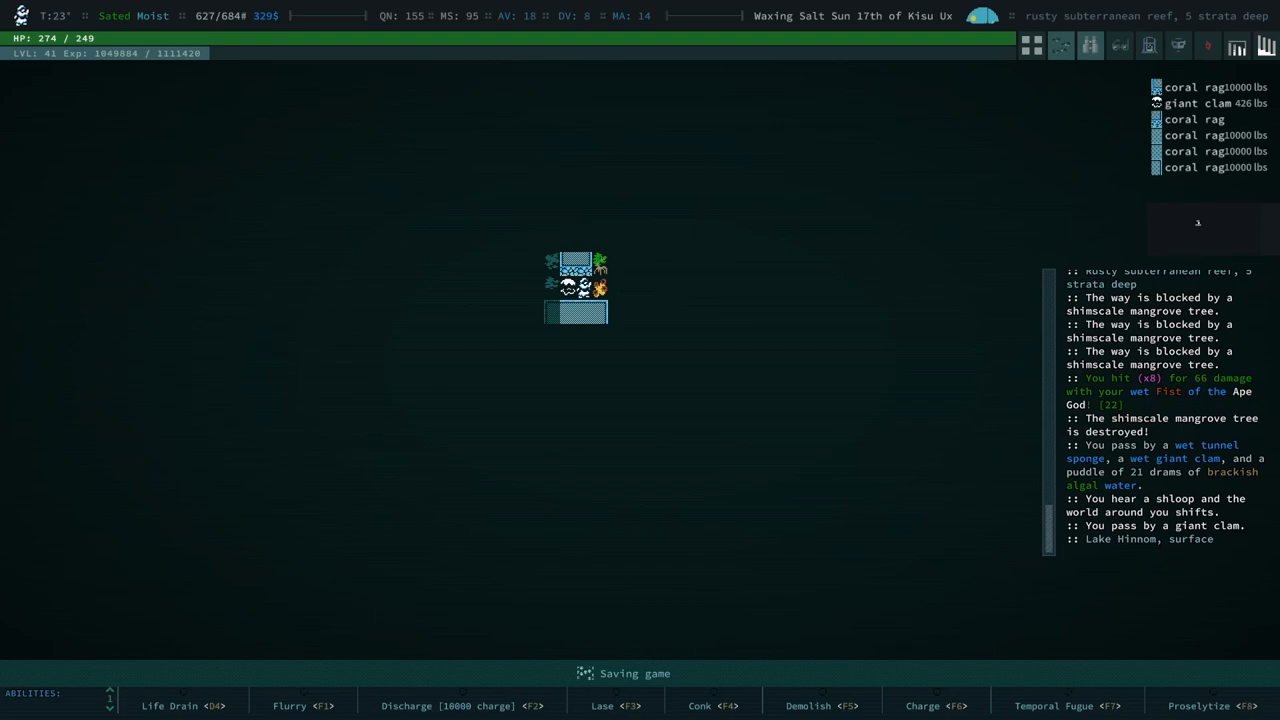 T:23° :: Sated Moist :: 627/684# 329$ QN: 155 :: MS: 95 :: AV: 18 :: DV: 8 :: MA: 14 Waxing Salt Sun 17th of Kisu Ux :: rusty subterranean reef, 5 strata deep
HP: 274 / 249
LVL: 41 Exp: 1049884 / 1111420
coral rag 10000 lbs
giant clam 426 lbs
coral rag
coral rag 10000 lbs
coral rag 10000 lbs
coral rag 10000 lbs
:: Rusty subterranean reef, 5
strata deep
:: The way is blocked by a
shimscale mangrove tree.
:: The way is blocked by a
shimscale mangrove tree.
:: The way is blocked by a
shimscale mangrove tree.
:: You hit (x8) for 66 damage
with your wet Fist of the Ape
God! [22]
:: The shimscale mangrove tree
is destroyed!
:: You pass by a wet tunnel
sponge, a wet giant clam, and a
puddle of 21 drams of brackish
algal water.
:: You hear a shloop and the
world around you shifts.
:: You pass by a giant clam.
:: Lake Hinnom, surface
Saving game
ABILITIES: 1 Life Drain <D4> Flurry <F1> Discharge [10000 charge] <F2> Lase <F3> Conk <F4> Demolish <F5> Charge <F6> Temporal Fugue <F7> Proselytize <F8>